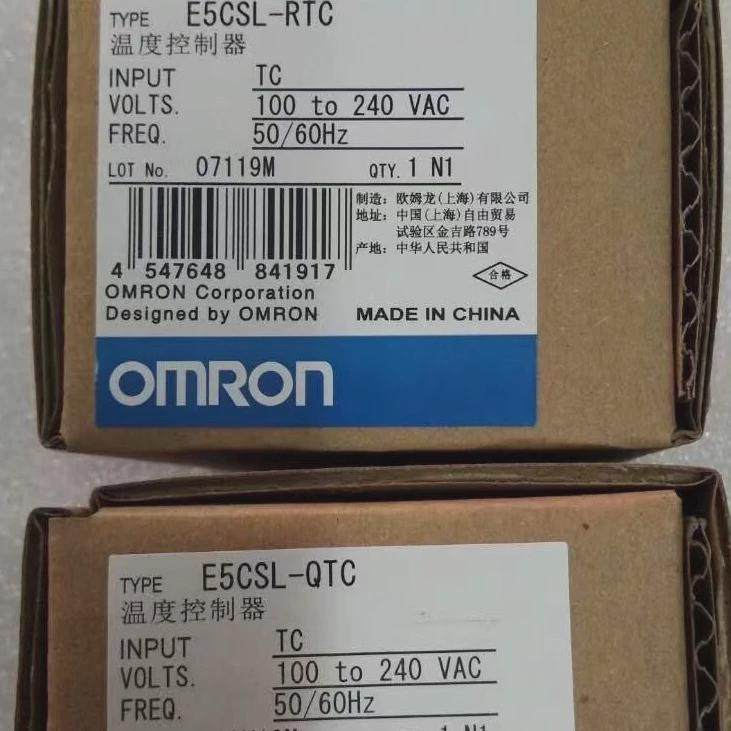 TYPE E5CSL-RTC
温度控制器
INPUT TC
VOLTS. 100 to 240 VAC
FREQ. 50/60Hz
LOT No. 07119M QTY. 1 N1
制造：欧姆龙(上海)有限公司
地址：中国(上海)自由贸易
试验区金吉路789号
产地：中华人民共和国
4 547648 841917
合格
OMRON Corporation
Designed by OMRON MADE IN CHINA
OMRON
TYPE E5CSL-QTC
温度控制器
INPUT TC
VOLTS. 100 to 240 VAC
FREQ. 50/60Hz
1 N1